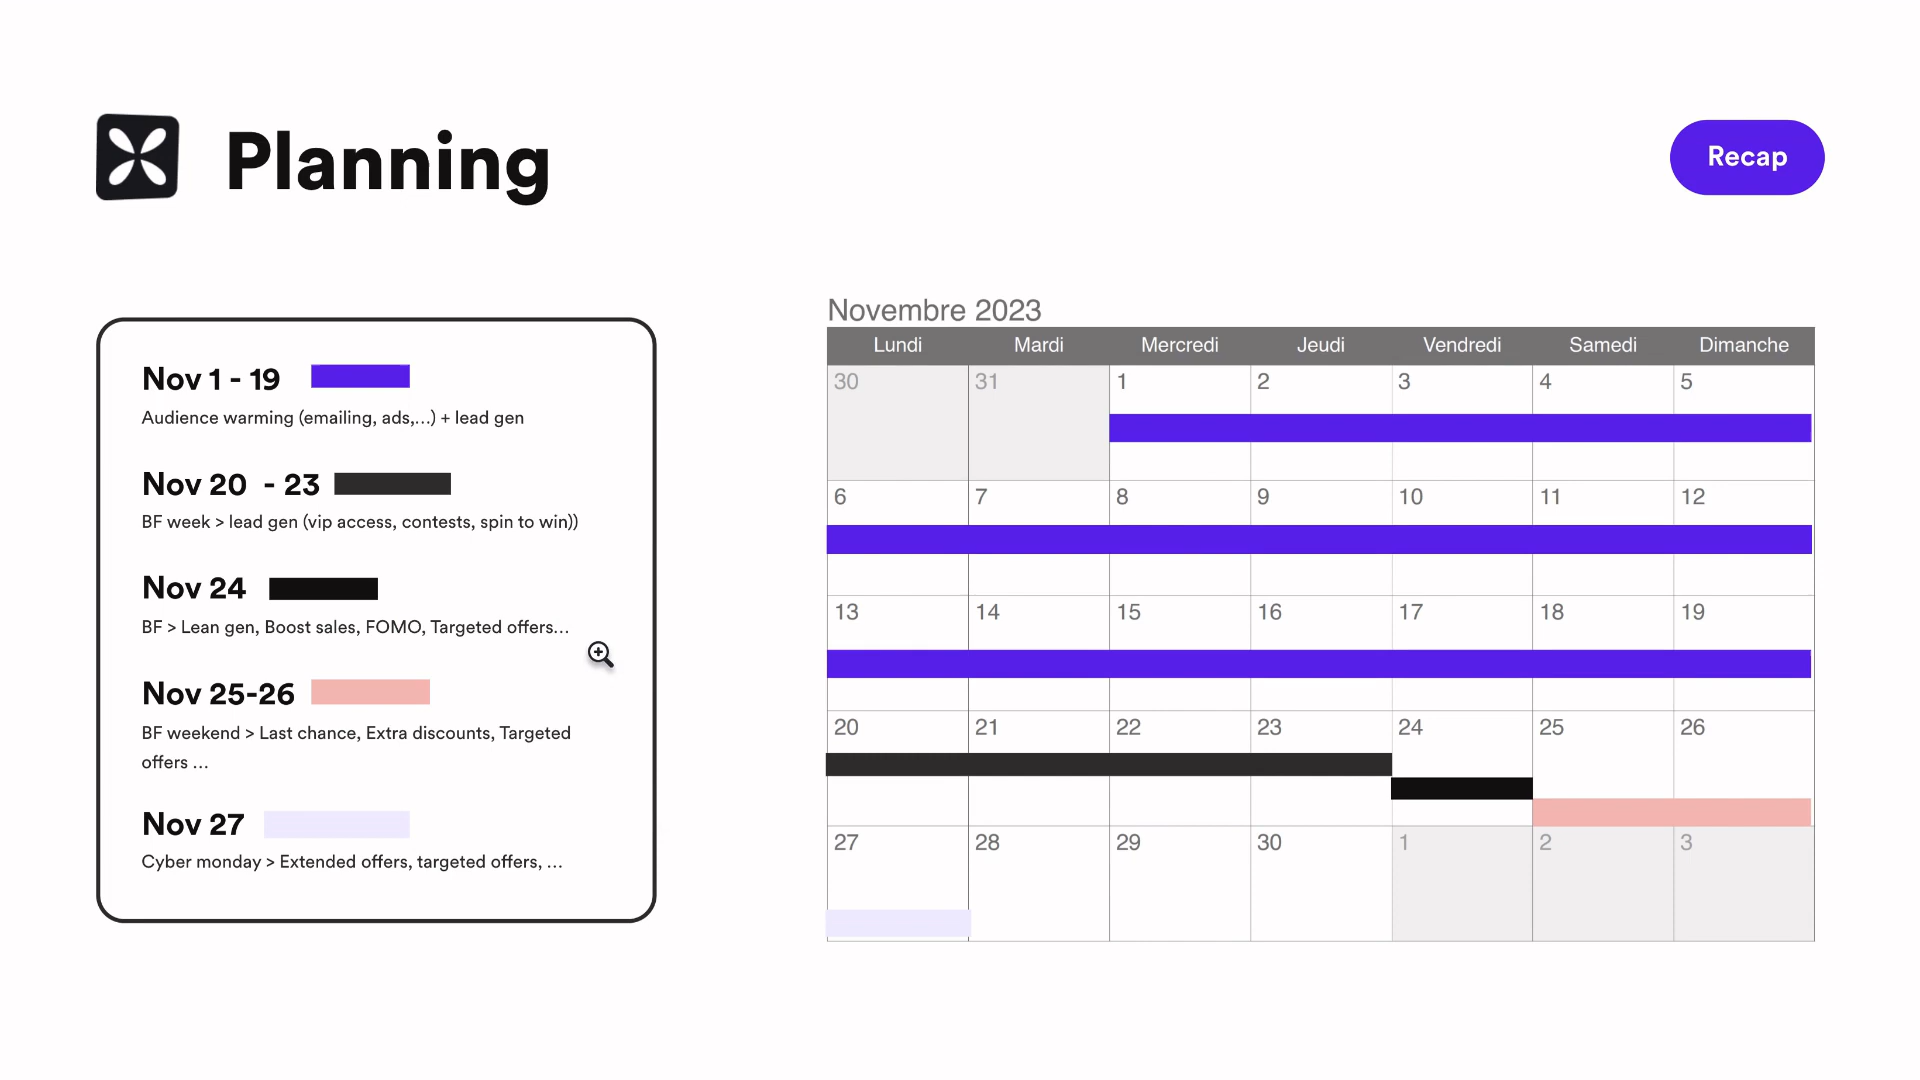 Planning
Recap
Nov 1 - 19
Audience warming (emailing, ads,...) + lead gen
Nov 20 - 23
BF week > lead gen (vip access, contests, spin to win))
Nov 24
BF > Lean gen, Boost sales, FOMO, Targeted offers...
Nov 25-26
BF weekend > Last chance, Extra discounts, Targeted
offers ...
Nov 27
Cyber monday > Extended offers, targeted offers, ...
Novembre 2023
Lundi Mardi Mercredi Jeudi Vendredi Samedi Dimanche
30 31 1 2 3 4 5
6 7 8 9 10 11 12
13 14 15 16 17 18 19
20 21 22 23 24 25 26
27 28 29 30 1 2 3